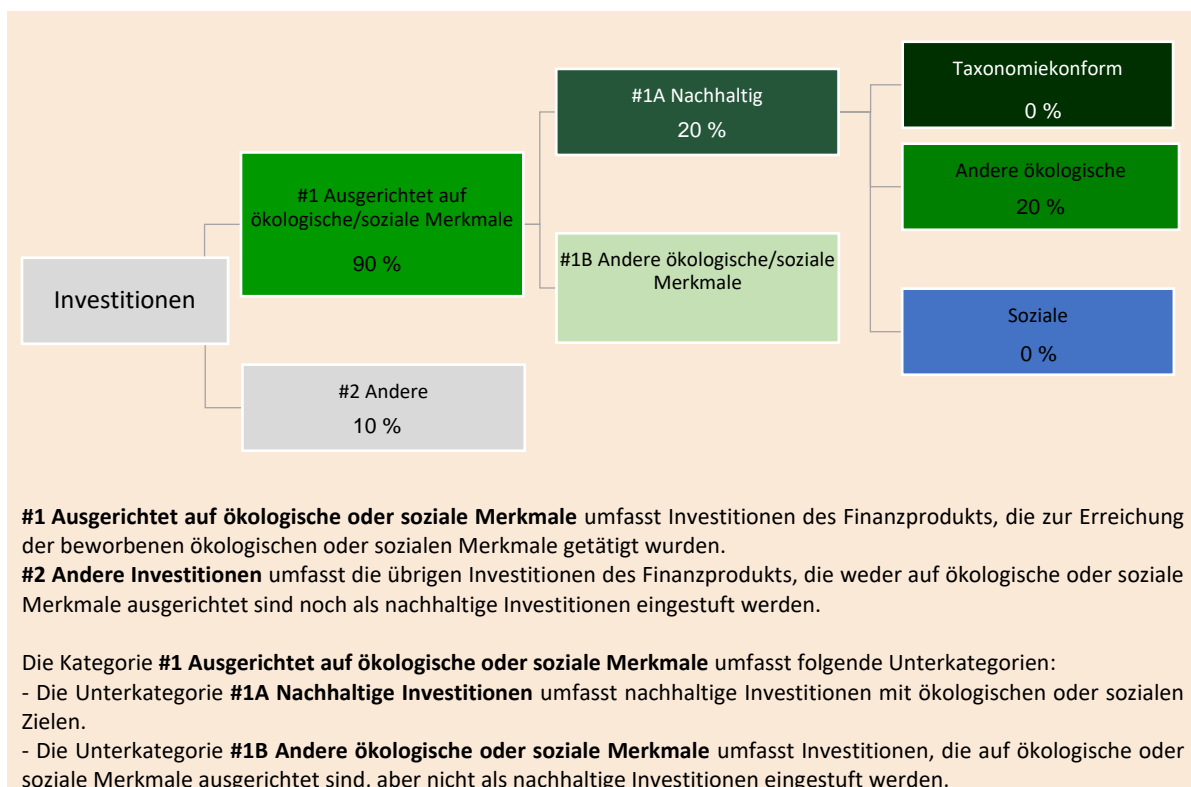 Taxonomiekonform
0 %
#1A Nachhaltig
20 %
Andere ökologische
20 %
#1 Ausgerichtet auf
ökologische/soziale Merkmale
90 %
#1B Andere ökologische/soziale
Merkmale
Investitionen
Soziale
0 %
#2 Andere
10 %
#1 Ausgerichtet auf ökologische oder soziale Merkmale umfasst Investitionen des Finanzprodukts, die zur Erreichung
der beworbenen ökologischen oder sozialen Merkmale getätigt wurden.
#2 Andere Investitionen umfasst die übrigen Investitionen des Finanzprodukts, die weder auf ökologische oder soziale
Merkmale ausgerichtet sind noch als nachhaltige Investitionen eingestuft werden.
Die Kategorie #1 Ausgerichtet auf ökologische oder soziale Merkmale umfasst folgende Unterkategorien:
- Die Unterkategorie #1A Nachhaltige Investitionen umfasst nachhaltige Investitionen mit ökologischen oder sozialen
Zielen.
- Die Unterkategorie #1B Andere ökologische oder soziale Merkmale umfasst Investitionen, die auf ökologische oder
soziale Merkmale ausgerichtet sind, aber nicht als nachhaltige Investitionen eingestuft werden.